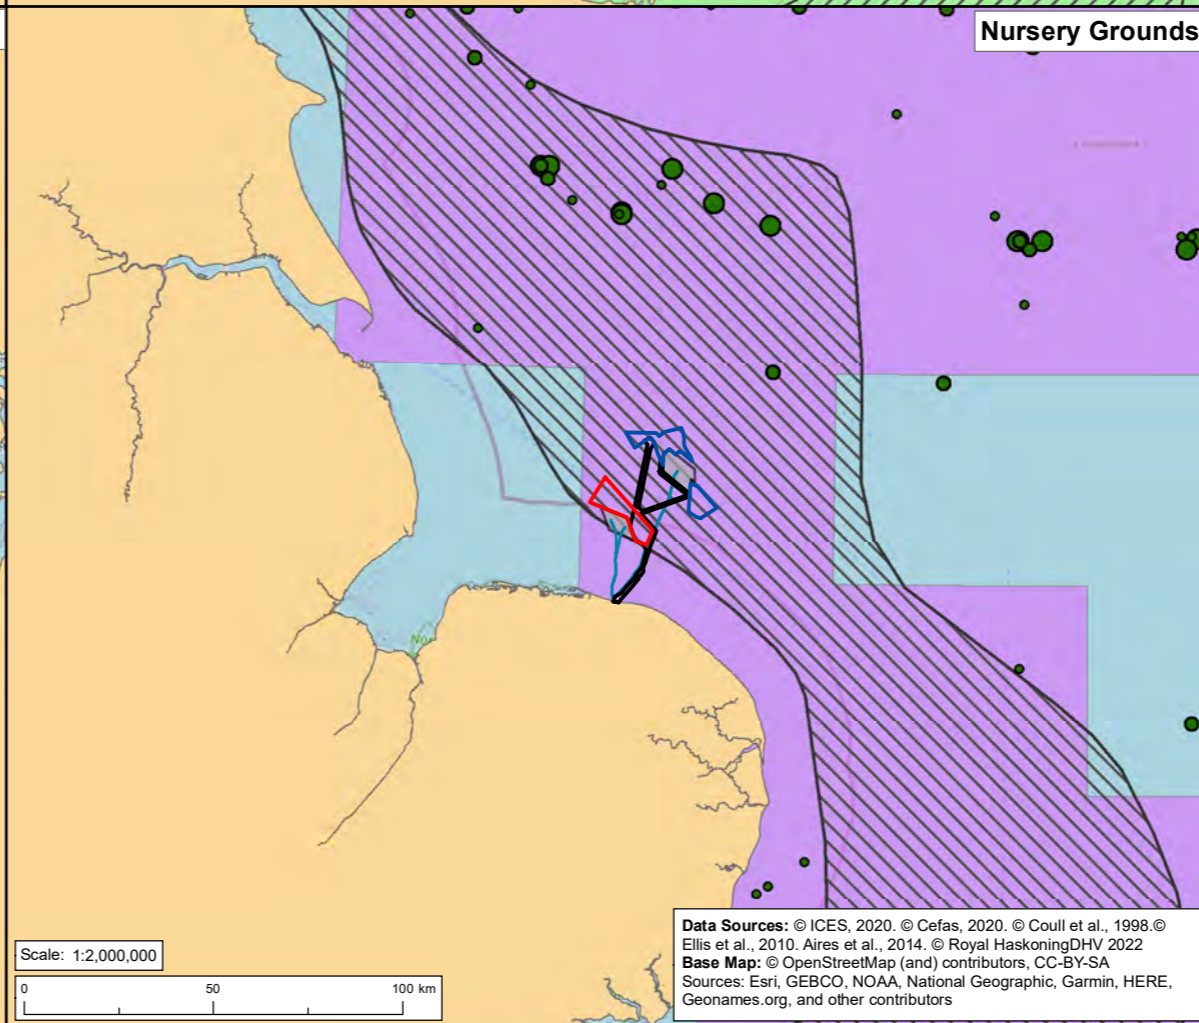 Nursery Grounds
Scale: 1:2,000,000
0 50 100 km
Data Sources: © ICES, 2020. © Cefas, 2020. © Coull et al., 1998.©
Ellis et al., 2010. Aires et al., 2014. © Royal HaskoningDHV 2022
Base Map: © OpenStreetMap (and) contributors, CC-BY-SA
Sources: Esri, GEBCO, NOAA, National Geographic, Garmin, HERE,
Geonames.org, and other contributors